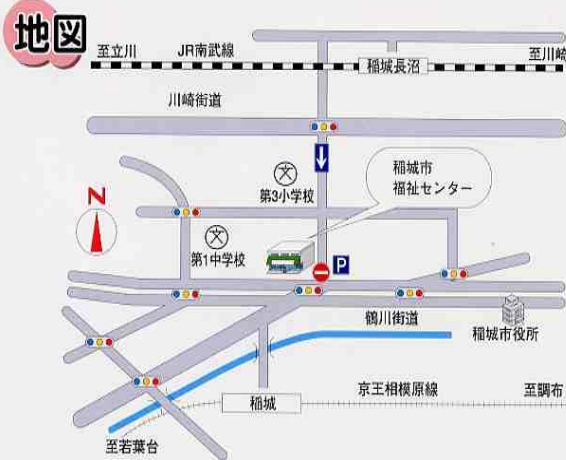 地図
至立川
JR南武線
稲城長沼
至川崎
川崎街道
稲城市
福祉センター
文
第3小学校
N
文
第1中学校
P
鶴川街道
稲城市役所
京王相模原線
至調布
稲城
至若葉台